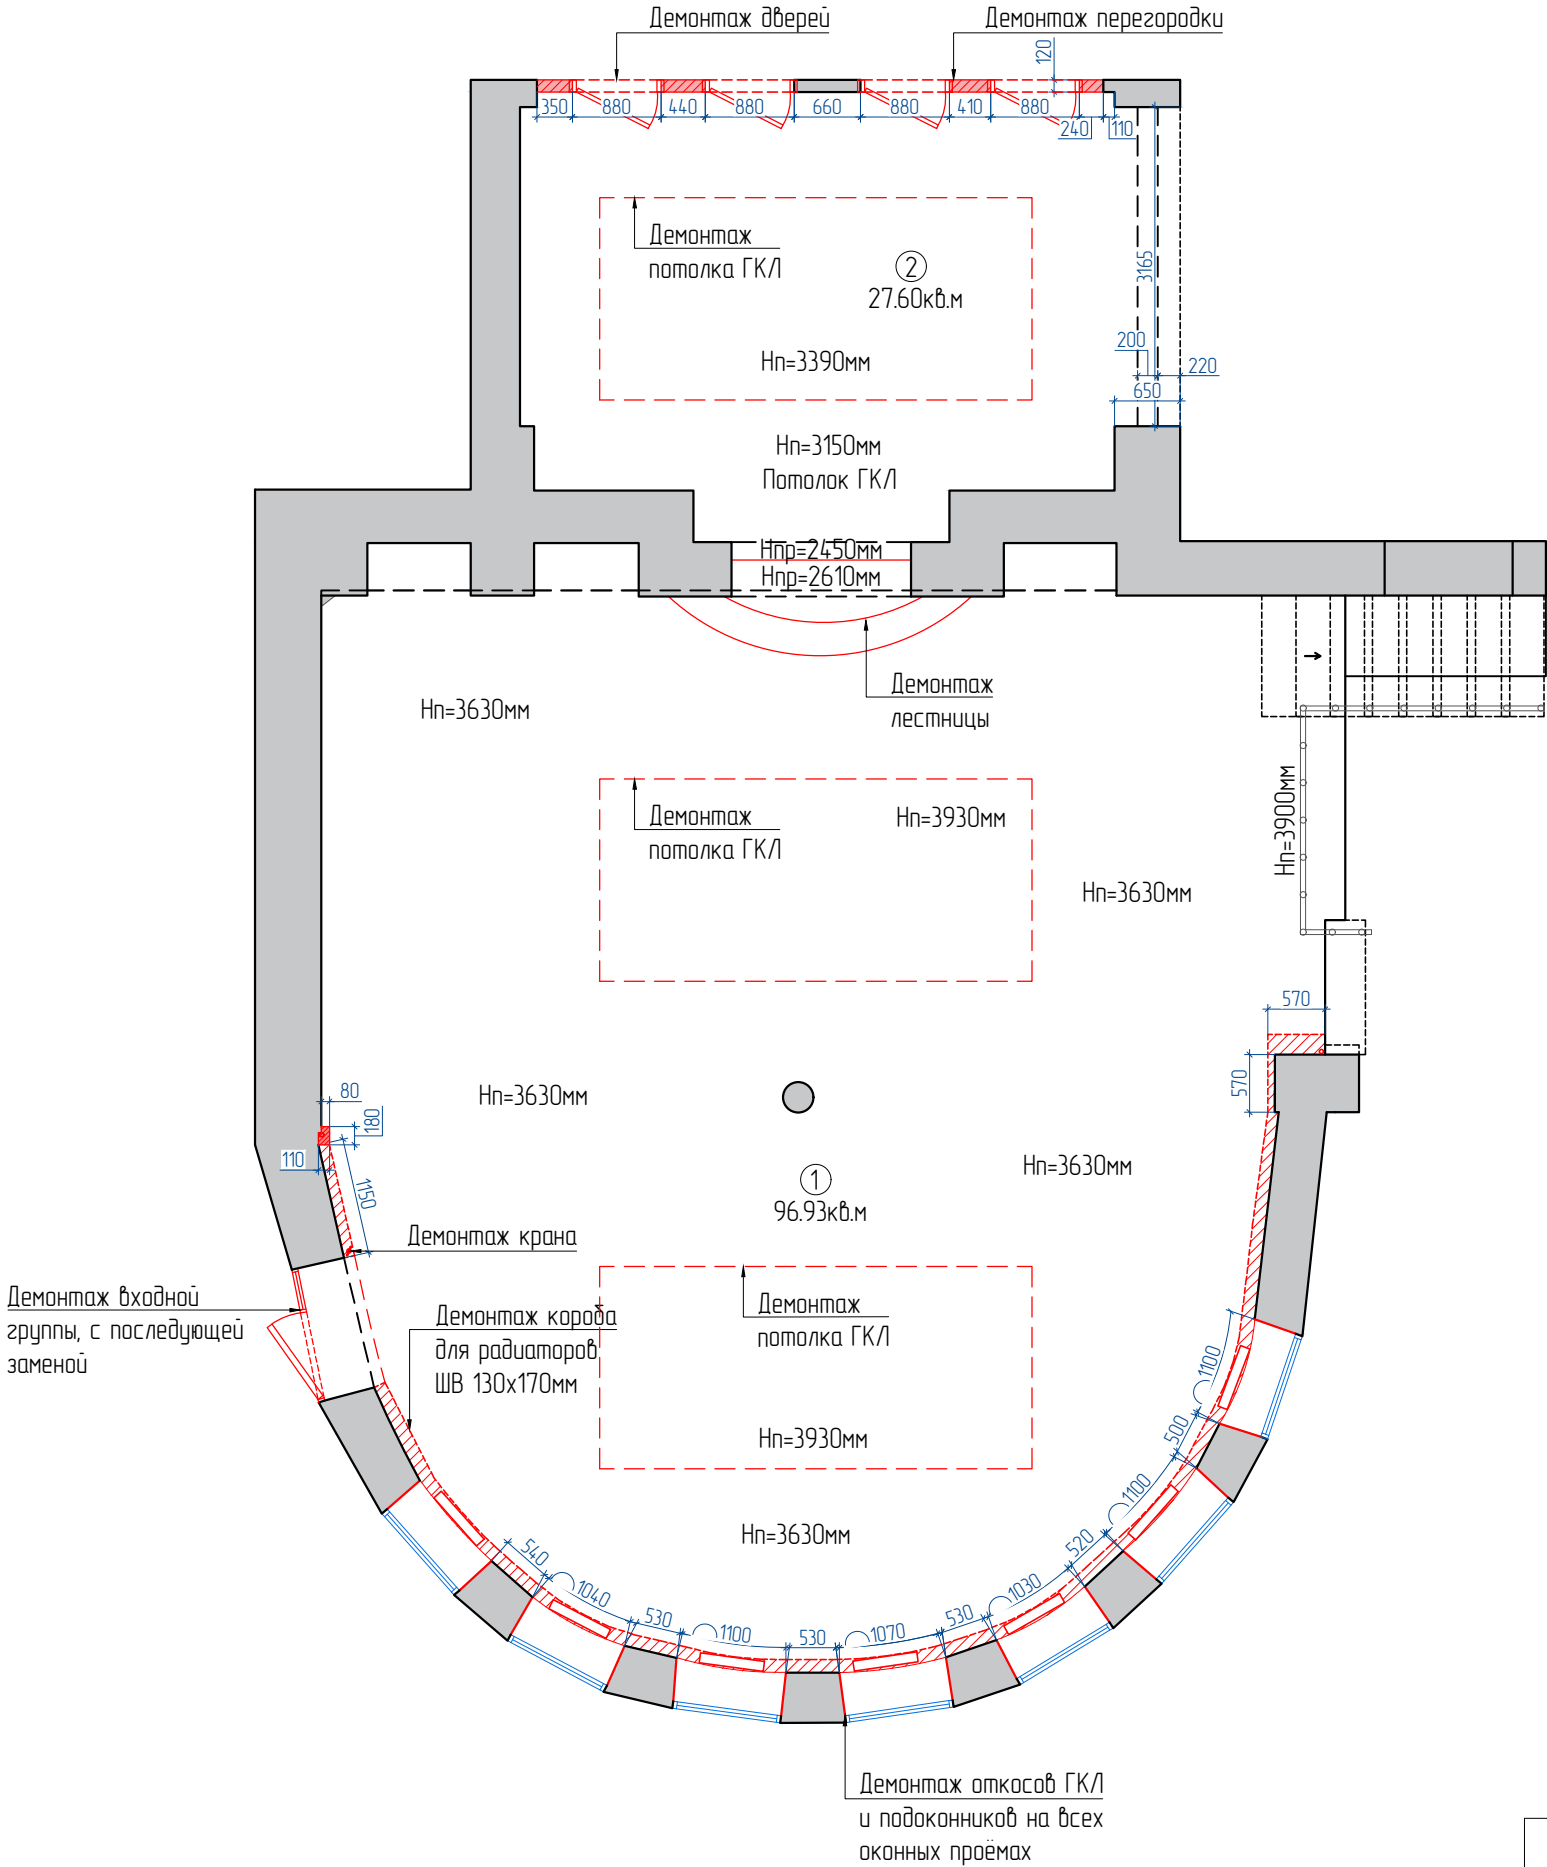 Демонтаж дверей
Демонтаж перегородки
120
350
880
440
880
660
880
410
880
240
110
Демонтаж
потолка ГКЛ
2
27.60кв.м
3165
Нп=3390мм
200
220
650
Нп=3150мм
Потолок ГКЛ
Нпр=2450мм
Нпр=2610мм
Демонтаж
лестницы
Нп=3630мм
Демонтаж
потолка ГКЛ
Нп=3930мм
Нп=3900мм
Нп=3630мм
570
570
Нп=3630мм
80
180
110
1150
Нп=3630мм
1
96.93кв.м
Демонтаж крана
Демонтаж входной
группы, с последующей
заменой
Демонтаж короба
для радиаторов
ШВ 130х170мм
Демонтаж
потолка ГКЛ
Нп=3930мм
Нп=3630мм
1100
500
1100
520
1030
530
1070
530
1100
530
1040
540
Демонтаж откосов ГКЛ
и подоконников на всех
оконных проёмах